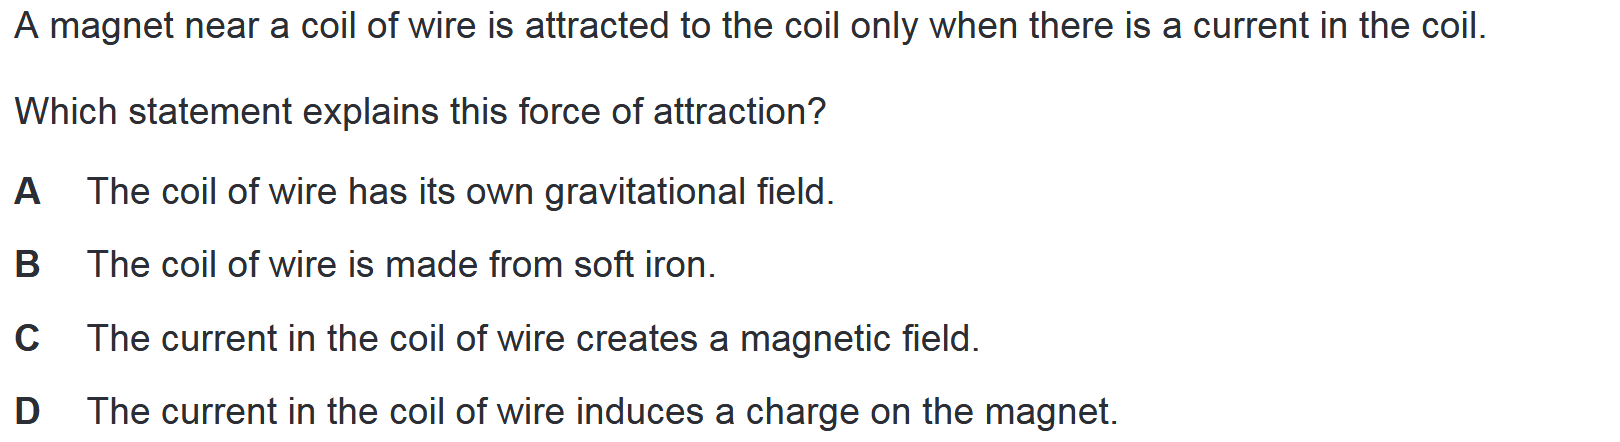 A magnet near a coil of wire is attracted to the coil only when there is a current in the coil.
Which statement explains this force of attraction?
A The coil of wire has its own gravitational field.
B The coil of wire is made from soft iron.
C The current in the coil of wire creates a magnetic field.
D The current in the coil of wire induces a charge on the magnet.